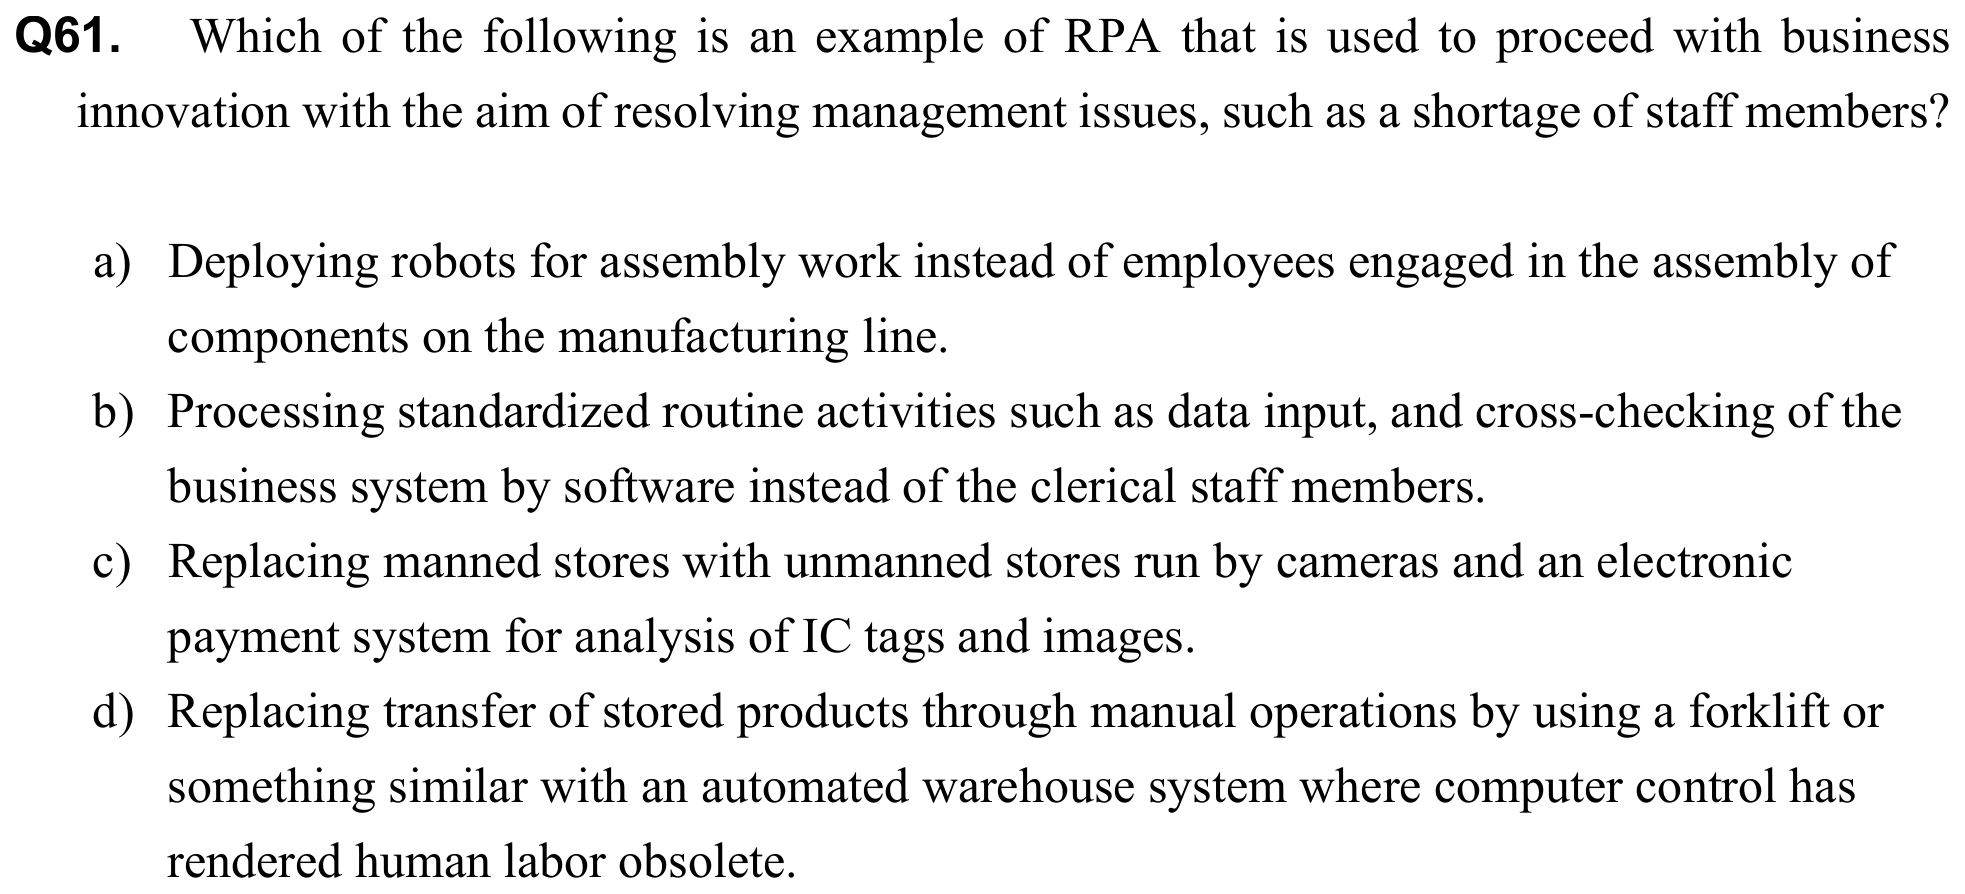 Q61. Which of the following is an example of RPA that is used to proceed with business
innovation with the aim of resolving management issues, such as a shortage of staff members?
a) Deploying robots for assembly work instead of employees engaged in the assembly of
components on the manufacturing line.
b) Processing standardized routine activities such as data input, and cross-checking of the
business system by software instead of the clerical staff members.
c) Replacing manned stores with unmanned stores run by cameras and an electronic
payment system for analysis of IC tags and images.
d) Replacing transfer of stored products through manual operations by using a forklift or
something similar with an automated warehouse system where computer control has
rendered human labor obsolete.